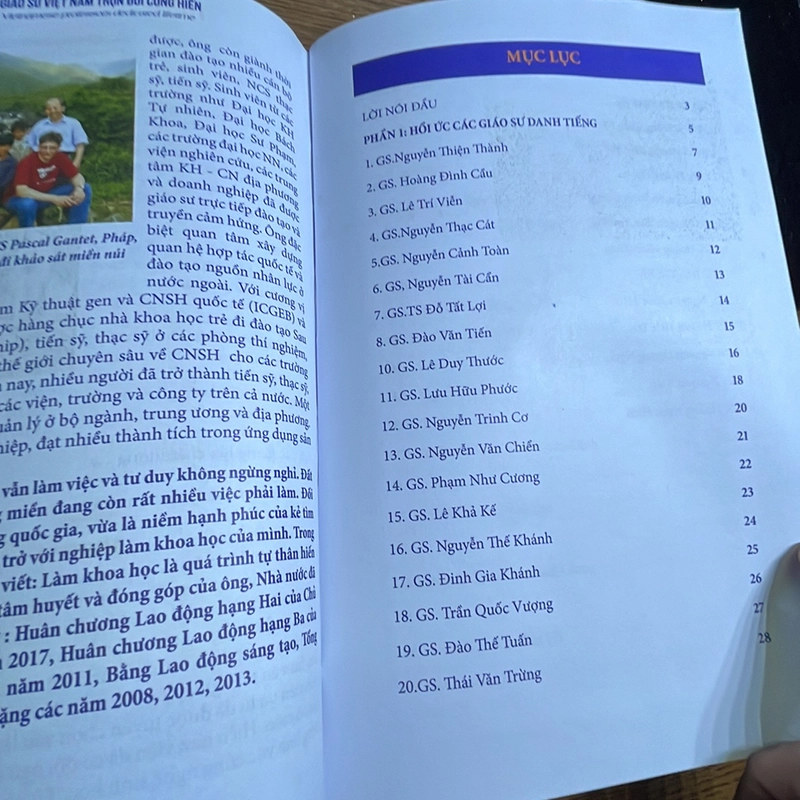 GIÁO SƯ VIỆT NAM TRỌN ĐỜI CỐNG HIẾN
được, ông còn giành thời
gian đào tạo nhiều cán bộ
trẻ, sinh viên, NCS thạc
sỹ, tiến sỹ. Sinh viên từ các
trường như Đại học KH
Tự nhiên, Đại học Bách
Khoa, Đại học Sư Phạm,
các trường đại học NN, các
viện nghiên cứu, các trung
tâm KH - CN địa phương
và doanh nghiệp đã được
giáo sư trực tiếp đào tạo và
truyền cảm hứng. Ông đặc
biệt quan tâm xây dựng
quan hệ hợp tác quốc tế và
đào tạo nguồn nhân lực ở
nước ngoài. Với cương vị
S Pascal Gantet, Pháp,
đi khảo sát miền núi
m Kỹ thuật gen và CNSH quốc tế (ICGEB) và
ợc hàng chục nhà khoa học trẻ đi đào tạo Sau
hip), tiến sỹ, thạc sỹ ở các phòng thí nghiệm,
thế giới chuyên sâu về CNSH cho các trường
nay, nhiều người đã trở thành tiến sỹ, thạc sỹ,
các viện, trường và công ty trên cả nước. Một
uản lý ở bộ ngành, trung ương và địa phương.
hiệp, đạt nhiều thành tích trong ứng dụng sản
vẫn làm việc và tư duy không ngừng nghỉ. Đất
miền đang còn rất nhiều việc phải làm. Đối
g quốc gia, vừa là niềm hạnh phúc của kẻ tìm
trở với nghiệp làm khoa học của mình. Trong
viết: Làm khoa học là quá trình tự thân hiến
tâm huyết và đóng góp của ông, Nhà nước đã
: Huân chương Lao động hạng Hai của Chủ
2017, Huân chương Lao động hạng Ba của
năm 2011, Bằng Lao động sáng tạo, Tổng
ặng các năm 2008, 2012, 2013.
MỤC LỤC
LỜI NÓI ĐẦU 3
PHẦN 1: HỒI ỨC CÁC GIÁO SƯ DANH TIẾNG 5
1. GS.Nguyễn Thiện Thành 7
2. GS. Hoàng Đình Cầu 9
3. GS. Lê Trí Viễn 10
4. GS.Nguyễn Thạc Cát 11
5.GS. Nguyễn Cảnh Toàn 12
6. GS. Nguyễn Tài Cẩn 13
7. GS.TS Đỗ Tất Lợi 14
8. GS. Đào Văn Tiến 15
10. GS. Lê Duy Thước 16
11. GS. Lưu Hữu Phước 18
12. GS. Nguyễn Trinh Cơ 20
13. GS. Nguyễn Văn Chiển 21
14. GS. Phạm Như Cương 22
15. GS. Lê Khả Kế 23
16. GS. Nguyễn Thế Khánh 24
17. GS. Đinh Gia Khánh 25
18. GS. Trần Quốc Vượng 26
19. GS. Đào Thế Tuấn 27
20.GS. Thái Văn Trừng 28